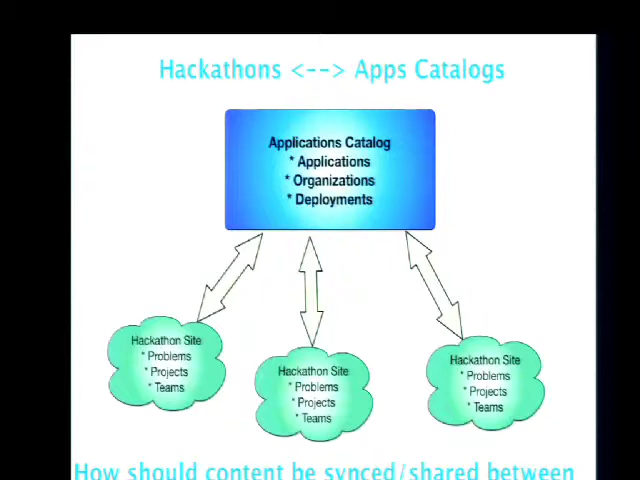 Hackathons <--> Apps Catalogs
Applications Catalog
* Applications
* Organizations
* Deployments
Hackathon Site
* Problems
* Projects
* Teams
Hackathon Site
* Problems
* Projects
* Teams
Hackathon Site
* Problems
* Projects
* Teams
How should content be synced/shared between